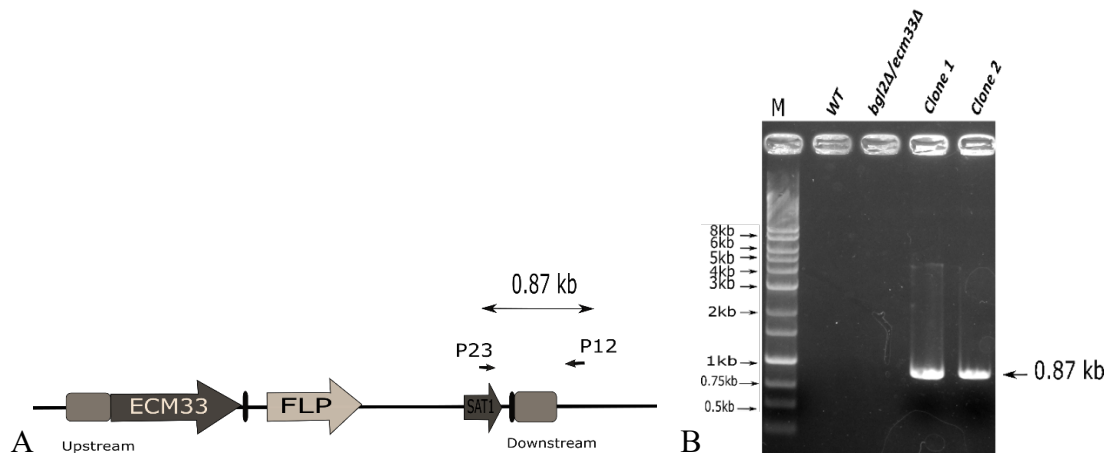 0.87 kb
P23
P12
ECM33
FLP
SAT1
Upstream
Downstream
A
M
WT
bgl2Δ/ecm33Δ
Clone 1
Clone 2
8kb
6kb
5kb
4kb
3kb
2kb
1kb
0.75kb
0.5kb
0.87 kb
B